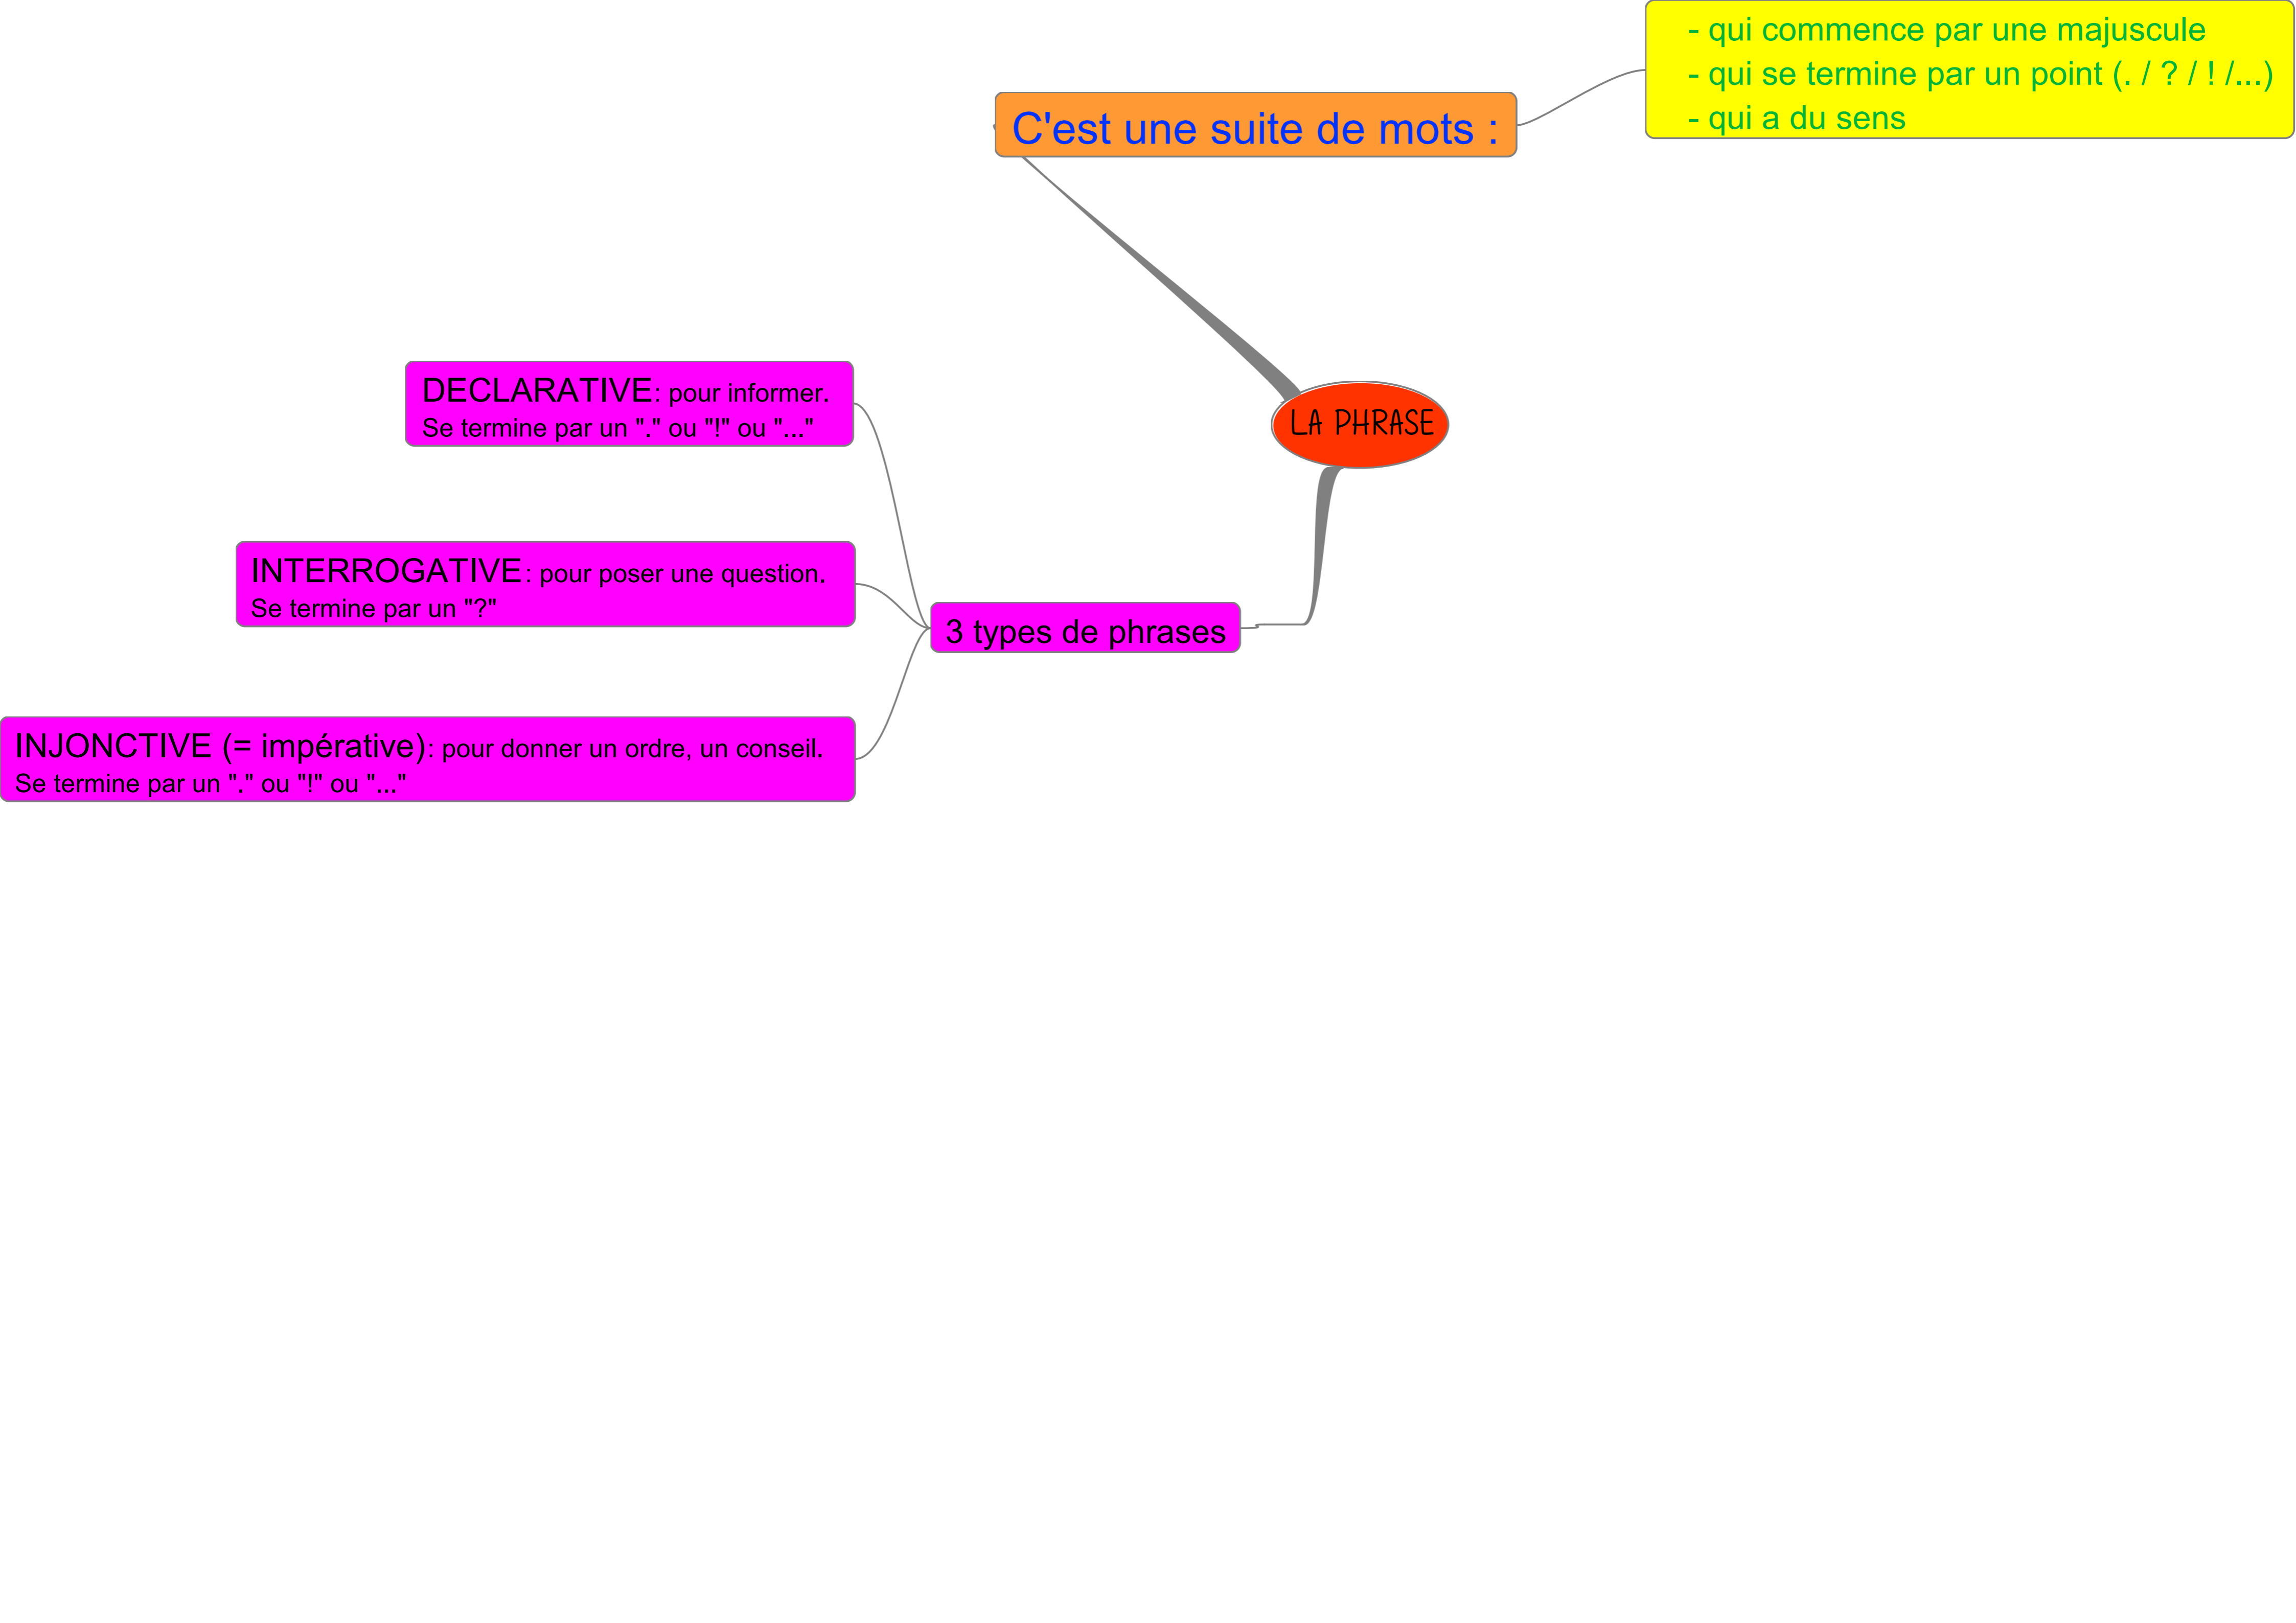 - qui commence par une majuscule
- qui se termine par un point (. / ? / ! /...)
- qui a du sens
C'est une suite de mots :
LA PHRASE
3 types de phrases
DECLARATIVE: pour informer.
Se termine par un "." ou "!" ou "..."
INTERROGATIVE: pour poser une question.
Se termine par un "?"
INJONCTIVE (= impérative): pour donner un ordre, un conseil.
Se termine par un "." ou "!" ou "..."